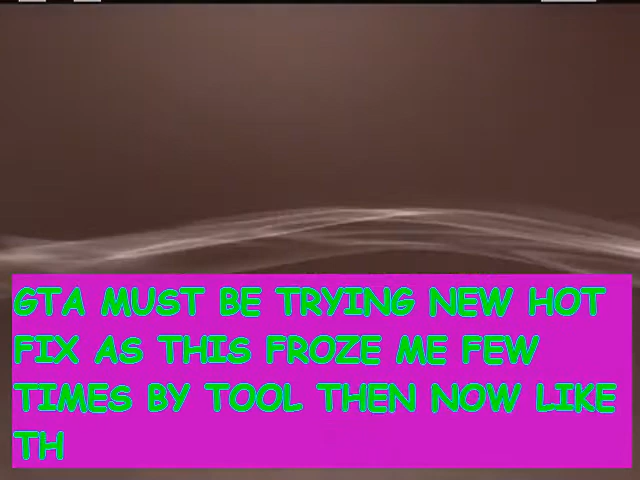 GTA MUST BE TRYING NEW HOT
FIX AS THIS FROZE ME FEW
TIMES BY TOOL THEN NOW LIKE
TH